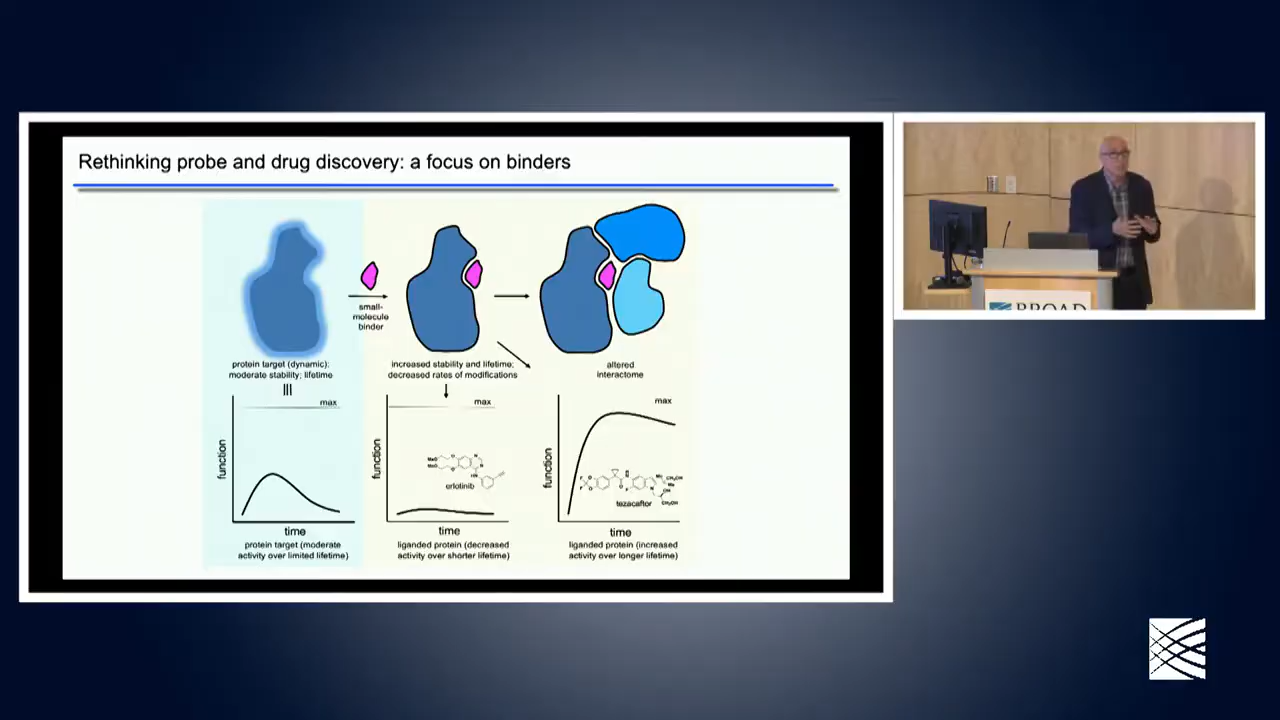 Rethinking probe and drug discovery: a focus on binders
small-
molecule
binder
protein target (dynamic):
moderate stability; lifetime
increased stability and lifetime;
decreased rates of modifications
altered
interactome
max
function
time
protein target (moderate
activity over limited lifetime)
max
function
erlotinib
time
liganded protein (decreased
activity over shorter lifetime)
max
function
tezacaftor
time
liganded protein (increased
activity over longer lifetime)
BROAD